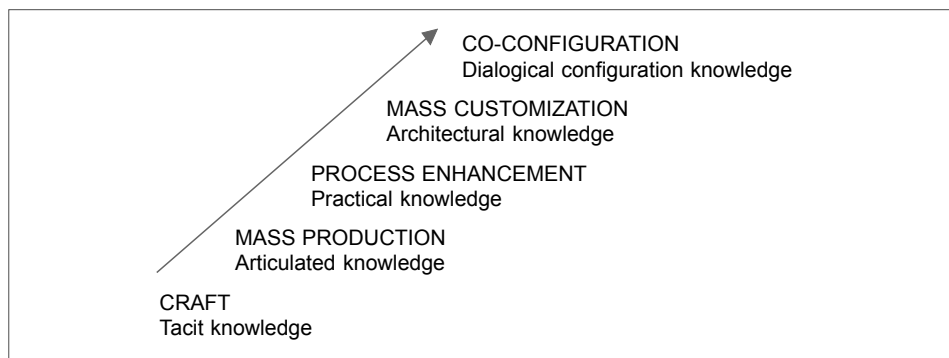 CO-CONFIGURATION
Dialogical configuration knowledge
MASS CUSTOMIZATION
Architectural knowledge
PROCESS ENHANCEMENT
Practical knowledge
MASS PRODUCTION
Articulated knowledge
CRAFT
Tacit knowledge